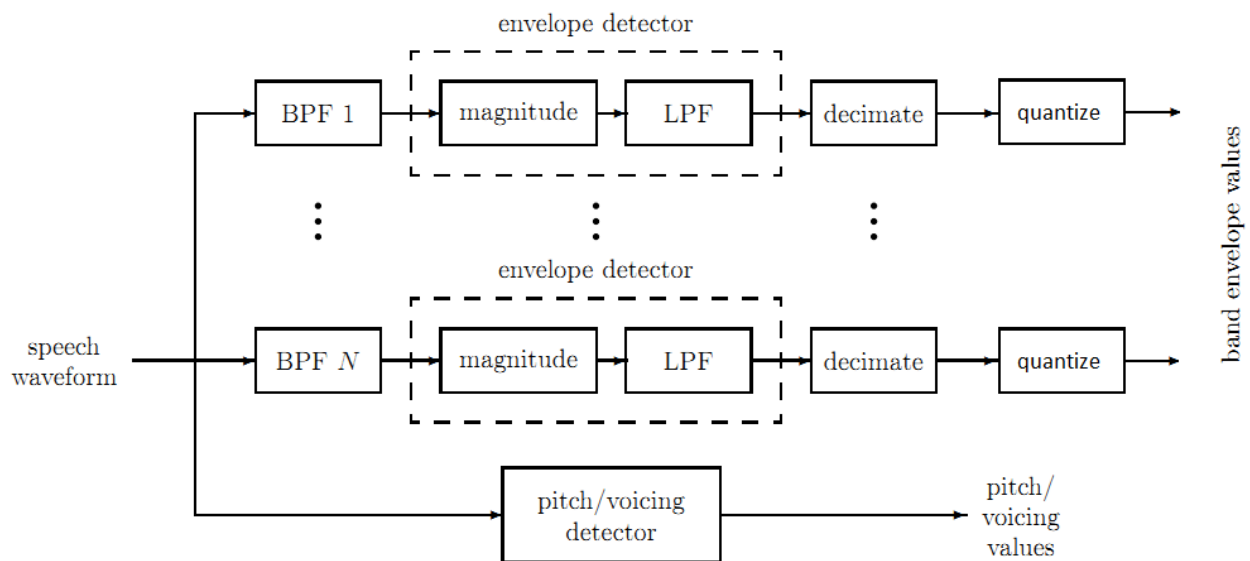 envelope detector
BPF 1
magnitude
LPF
decimate
quantize
band envelope values
envelope detector
speech
waveform
BPF N
magnitude
LPF
decimate
quantize
pitch/voicing
detector
pitch/
voicing
values